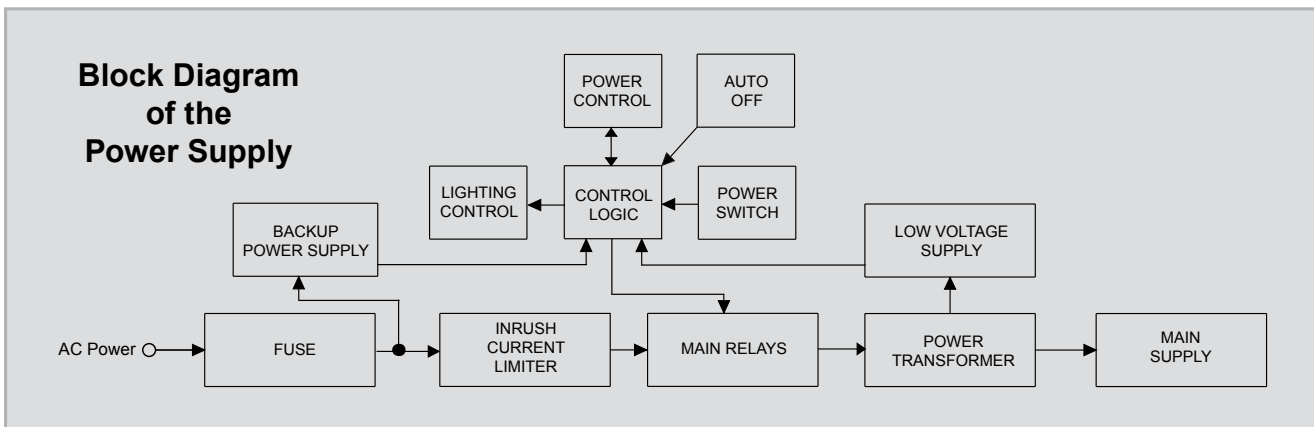 Block Diagram
of the
Power Supply
POWER
CONTROL
AUTO
OFF
LIGHTING
CONTROL
CONTROL
LOGIC
POWER
SWITCH
BACKUP
POWER SUPPLY
LOW VOLTAGE
SUPPLY
AC Power
FUSE
INRUSH
CURRENT
LIMITER
MAIN RELAYS
POWER
TRANSFORMER
MAIN
SUPPLY